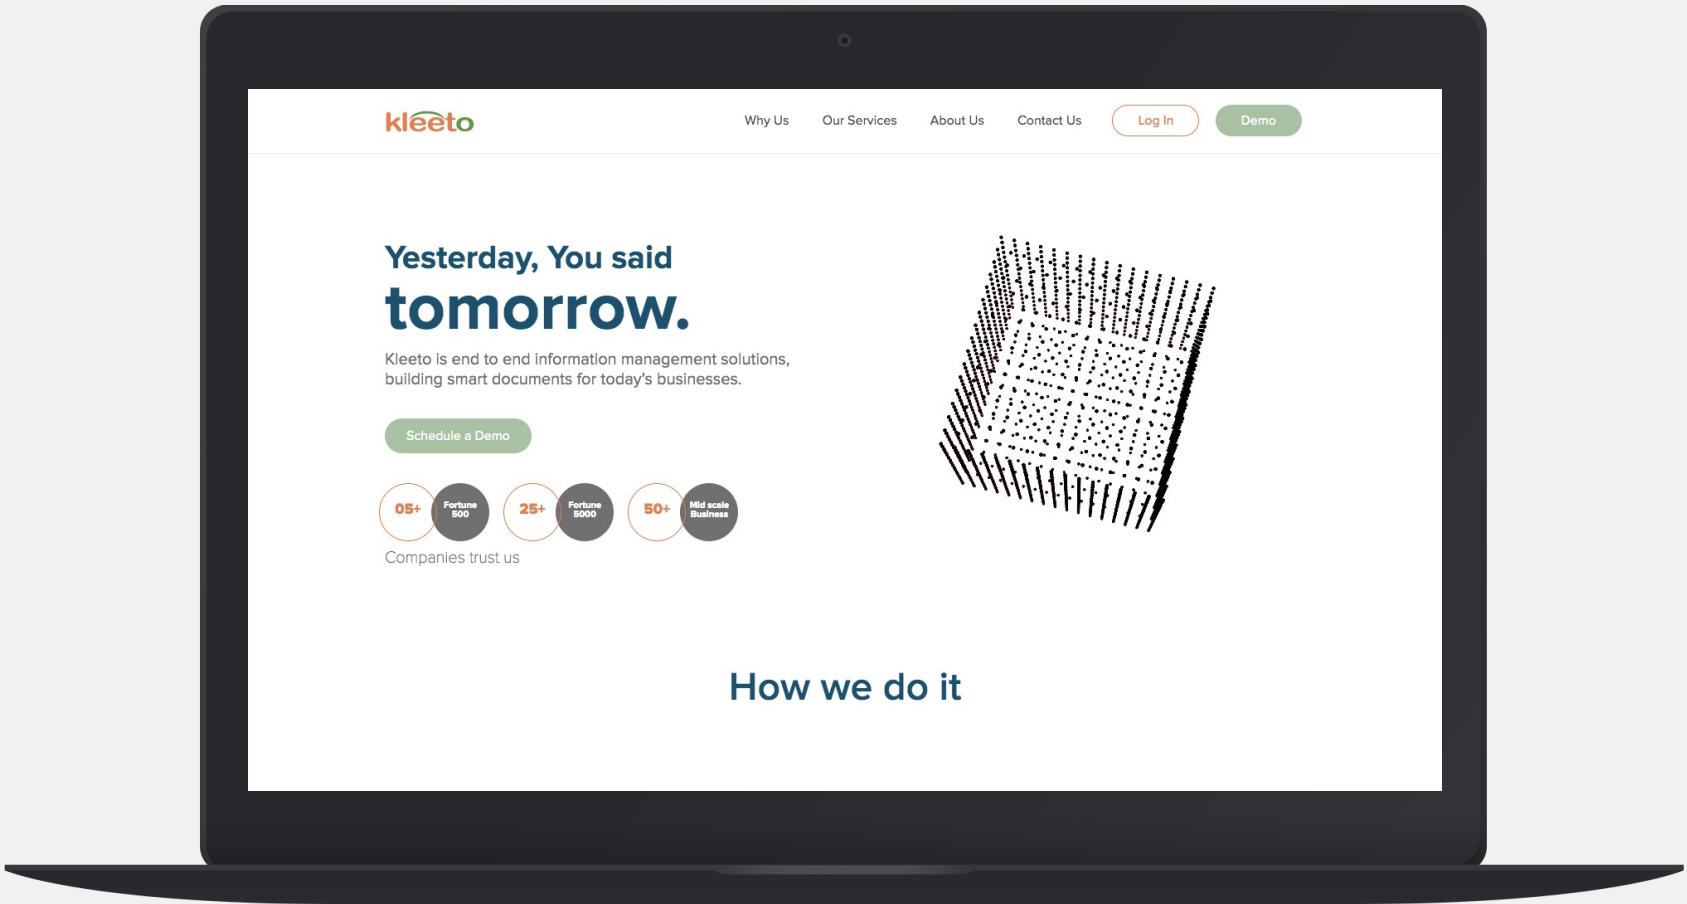 kleeto
Why Us
Our Services
About Us
Contact Us
Log In
Demo
Yesterday, You said
tomorrow.
Kleeto is end to end information management solutions,
building smart documents for today's businesses.
Schedule a Demo
05+
Fortune
500
25+
Fortune
5000
50+
Mid scale
Business
Companies trust us
How we do it